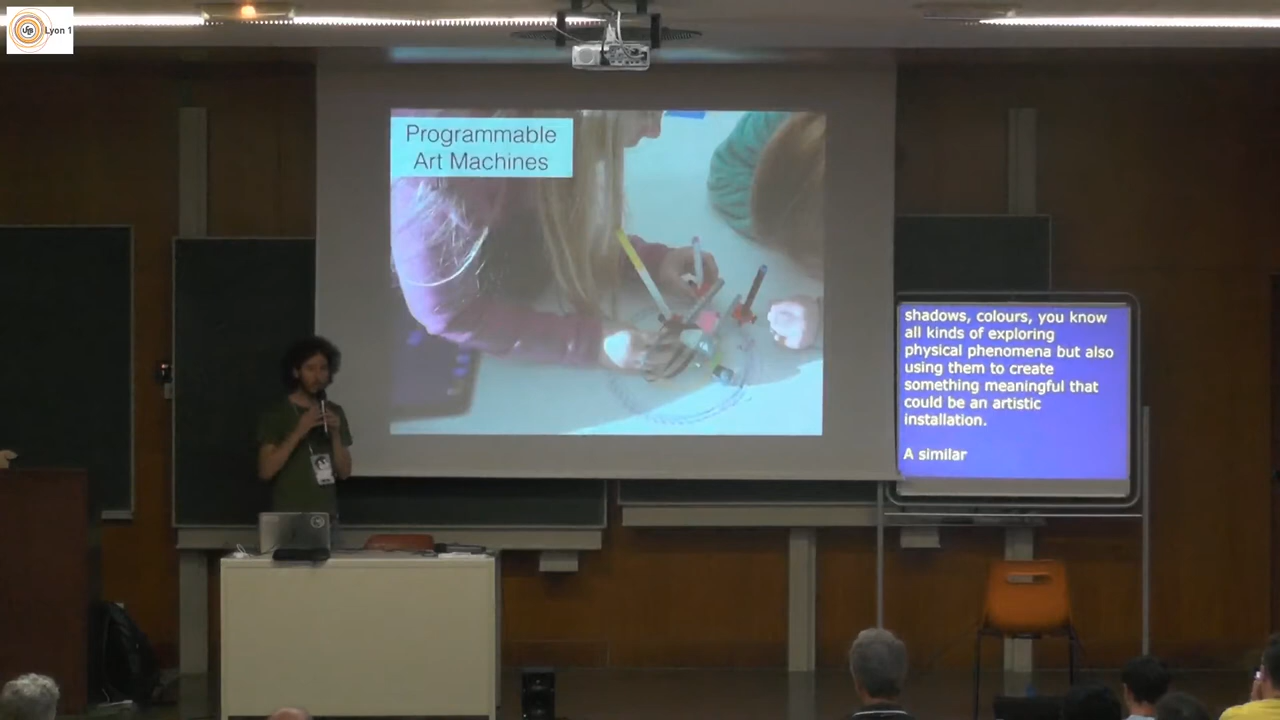 Lyon 1
Programmable
Art Machines
shadows, colours, you know
all kinds of exploring
physical phenomena but also
using them to create
something meaningful that
could be an artistic
installation.
A similar